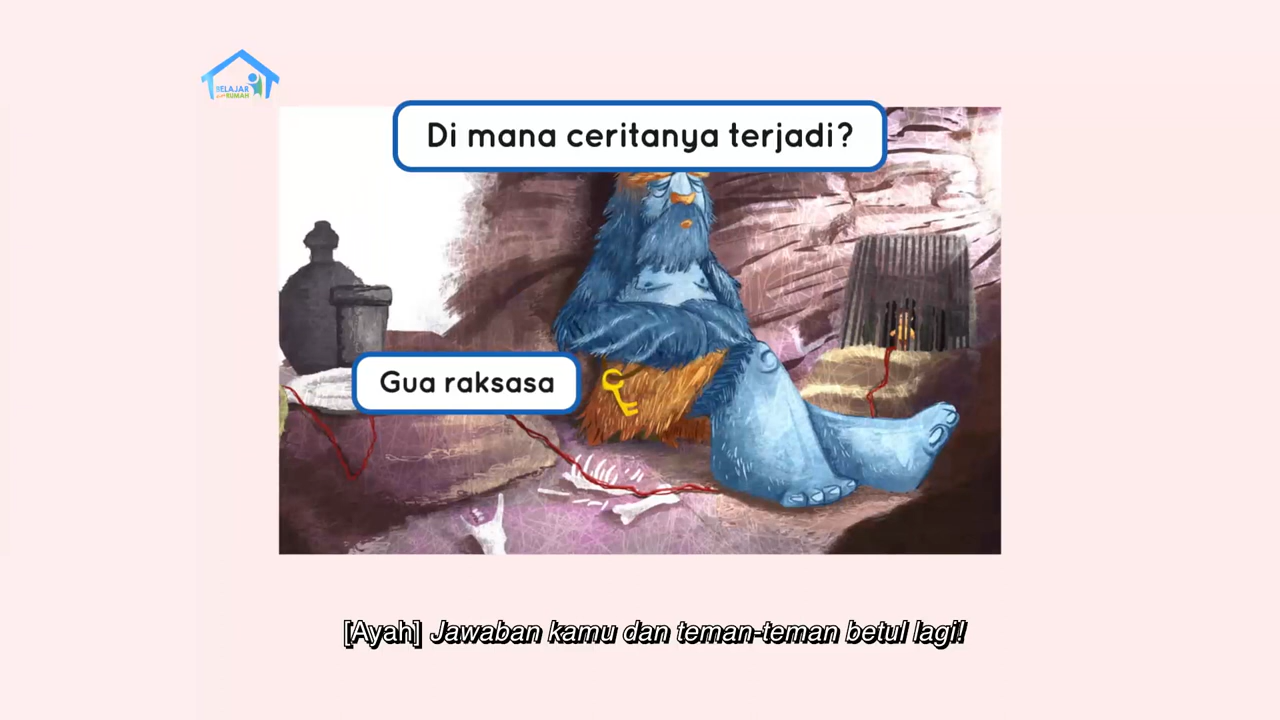 BELAJAR
RUMAH
Di mana ceritanya terjadi?
Gua raksasa
[Ayah] Jawaban kamu dan teman-teman betul lagi!